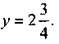 y = 2 3/4.